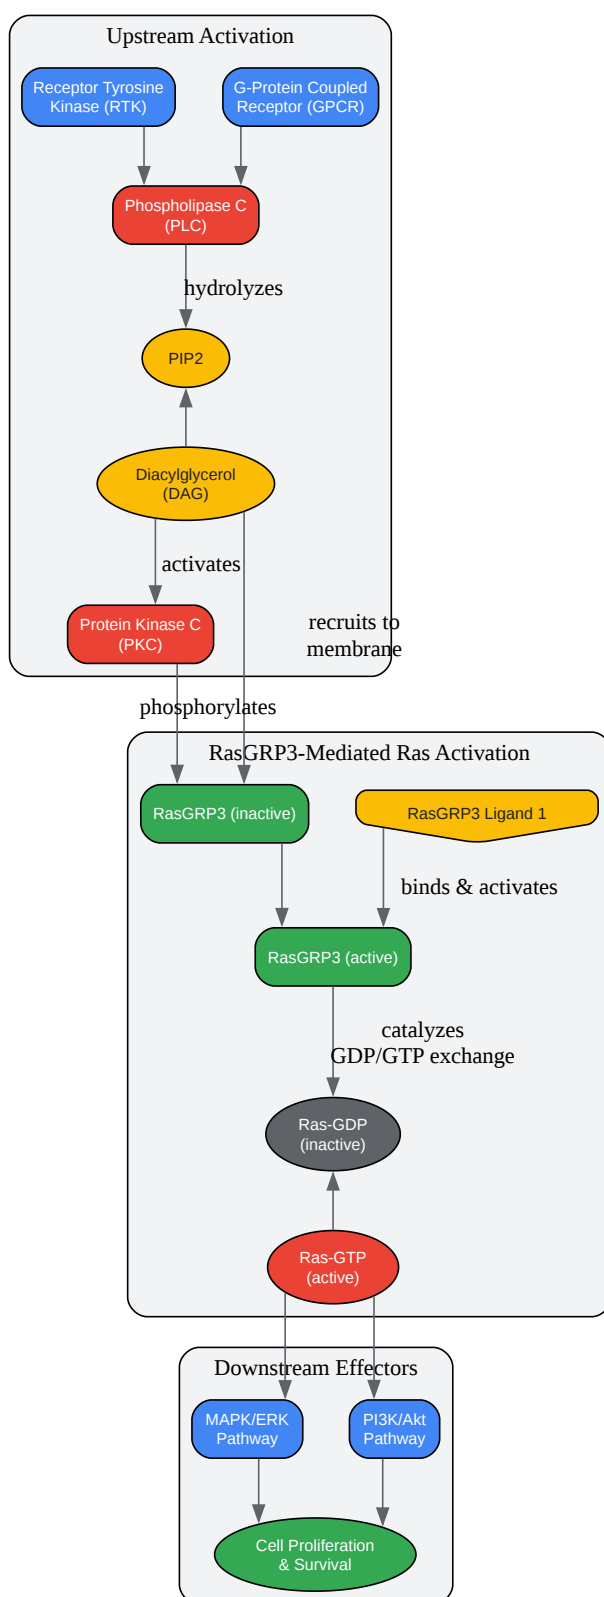 Upstream Activation
Receptor Tyrosine
Kinase (RTK)
G-Protein Coupled
Receptor (GPCR)
Phospholipase C
(PLC)
hydrolyzes
PIP2
Diacylglycerol
(DAG)
activates
Protein Kinase C
(PKC)
recruits to
membrane
phosphorylates
RasGRP3-Mediated Ras Activation
RasGRP3 (inactive)
RasGRP3 Ligand 1
binds & activates
RasGRP3 (active)
catalyzes
GDP/GTP exchange
Ras-GDP
(inactive)
Ras-GTP
(active)
Downstream Effectors
MAPK/ERK
Pathway
PI3K/Akt
Pathway
Cell Proliferation
& Survival